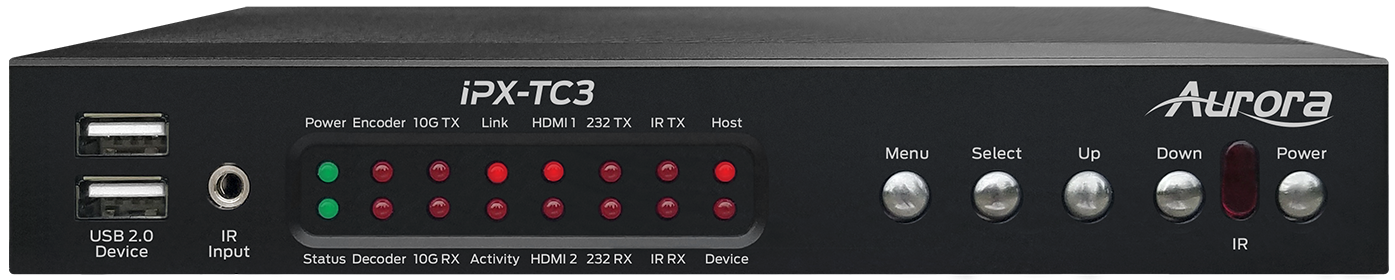 iPX-TC3
Aurora
Power Encoder 10G TX Link HDMI 1 232 TX IR TX Host
Menu Select Up Down Power
USB 2.0
Device
IR
Input
IR
Status Decoder 10G RX Activity HDMI 2 232 RX IR RX Device